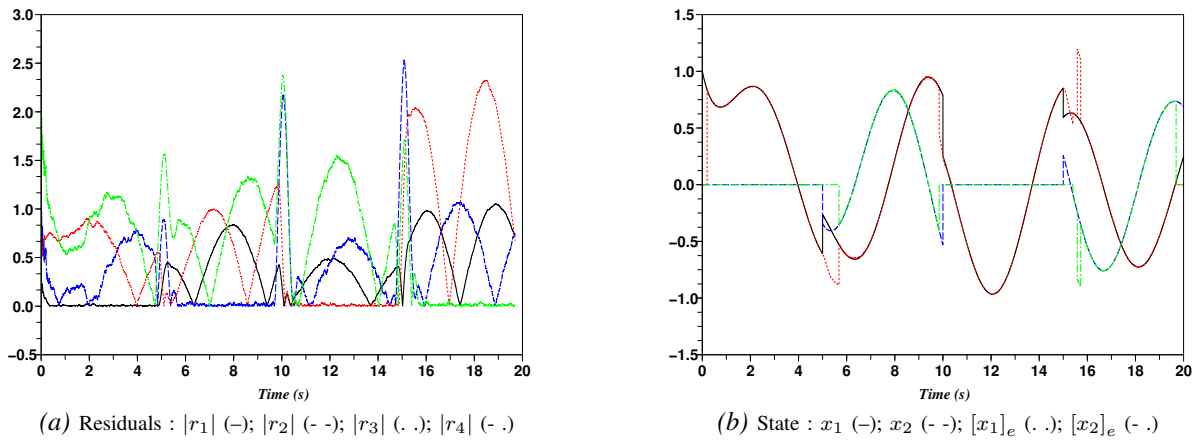 3.0
2.5
2.0
1.5
1.0
0.5
0.0
−0.5
0 2 4 6 8 10 12 14 16 18 20
Time (s)
(a) Residuals : |r₁| (–); |r₂| (- -); |r₃| (. .); |r₄| (- .)
1.5
1.0
0.5
0.0
−0.5
−1.0
−1.5
0 2 4 6 8 10 12 14 16 18 20
Time (s)
(b) State : x₁ (–); x₂ (- -); [x₁]ₑ (. .); [x₂]ₑ (- .)